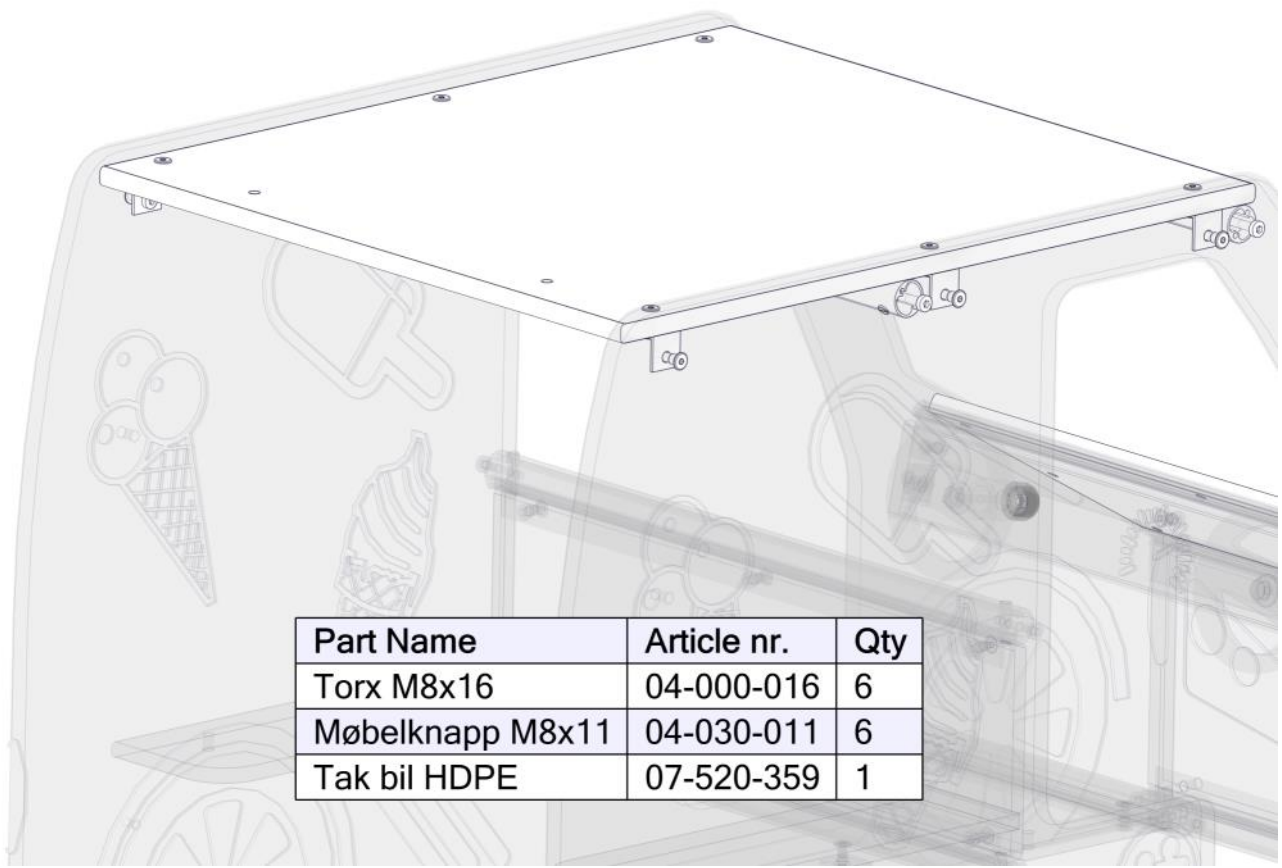 Part Name Article nr. Qty
Torx M8x16 04-000-016 6
Møbelknapp M8x11 04-030-011 6
Tak bil HDPE 07-520-359 1